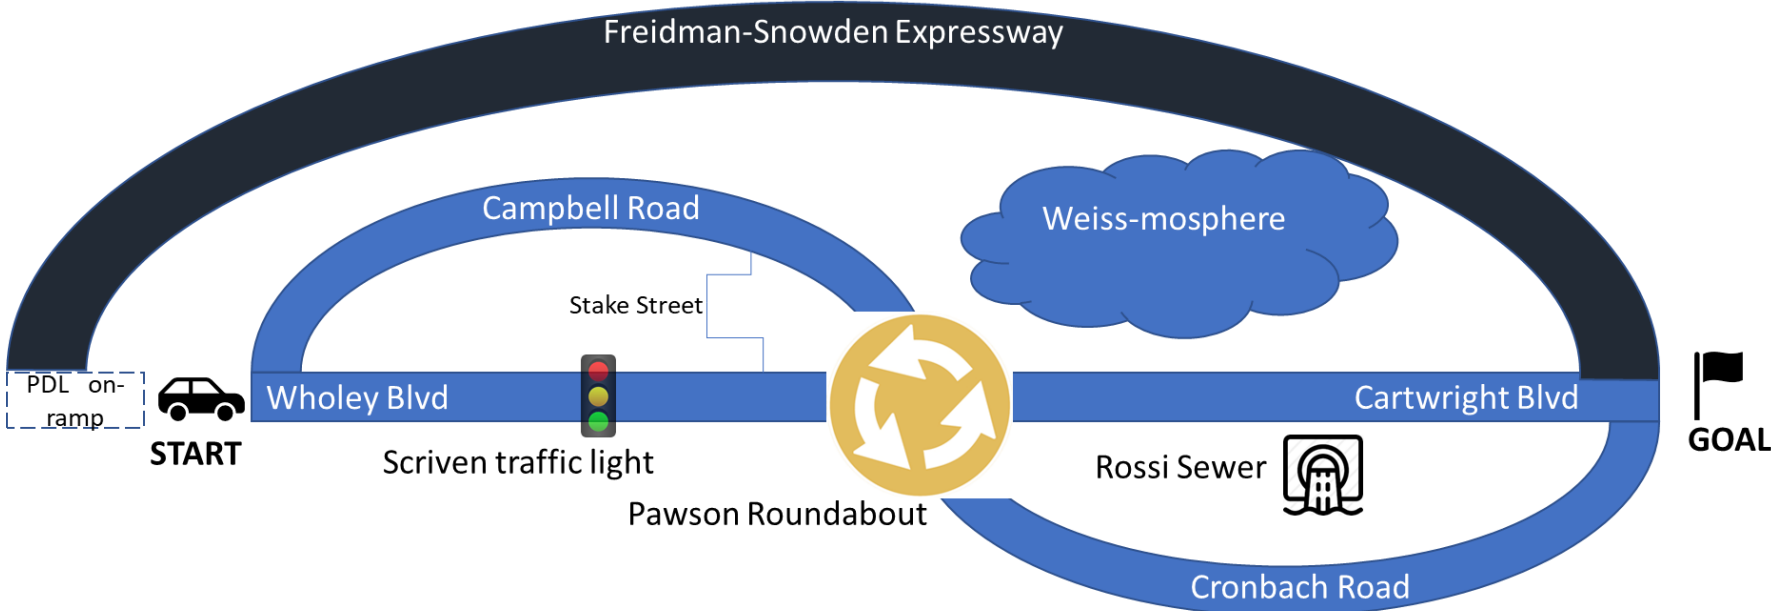 Freidman-Snowden Expressway
Campbell Road
Weiss-mosphere
Stake Street
PDL on-
ramp
START
Wholey Blvd
Cartwright Blvd
GOAL
Scriven traffic light
Rossi Sewer
Pawson Roundabout
Cronbach Road